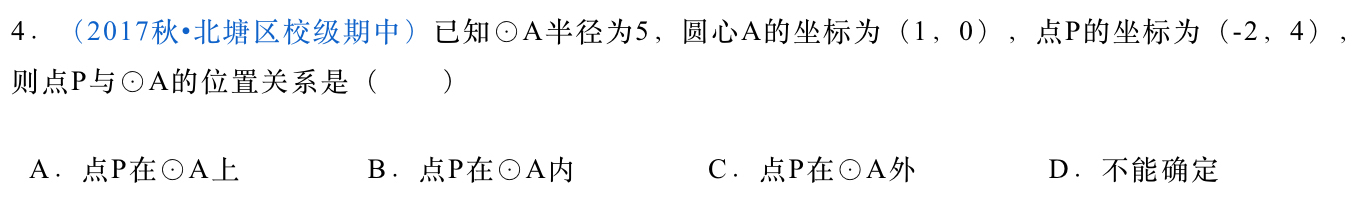 4．（2017秋•北塘区校级期中）已知⊙A半径为5，圆心A的坐标为（1，0），点P的坐标为（-2，4），
则点P与⊙A的位置关系是（　　）
A．点P在⊙A上　　B．点P在⊙A内　　C．点P在⊙A外　　D．不能确定